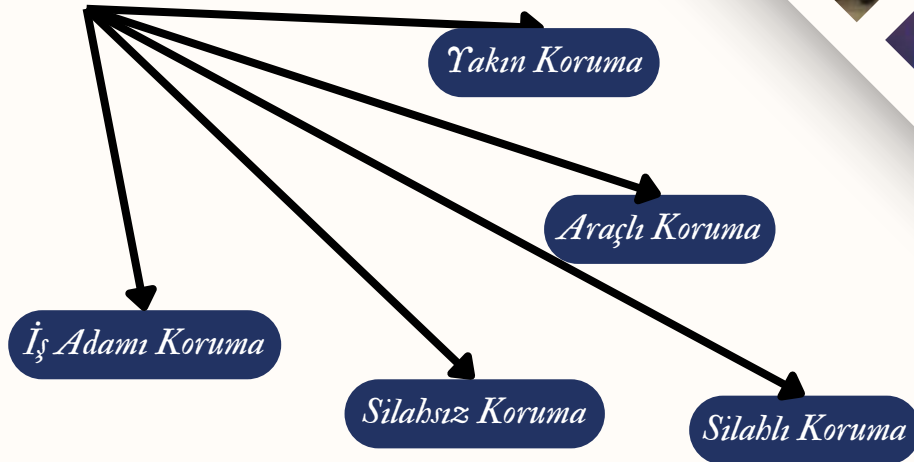 Yakın Koruma
Araçlı Koruma
İş Adamı Koruma
Silahsız Koruma
Silahlı Koruma